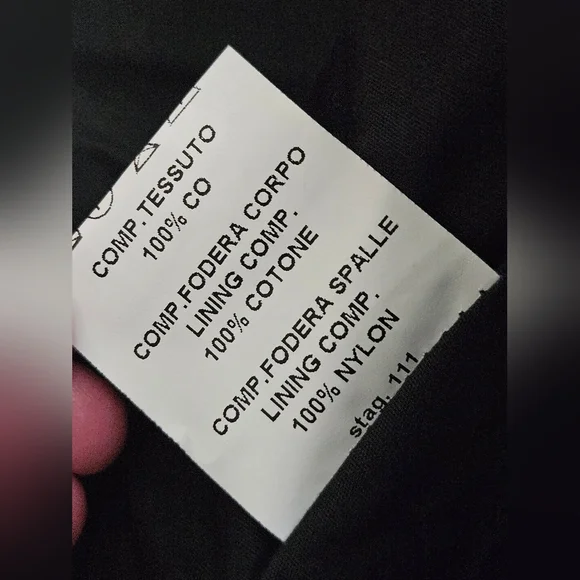 COMP.TESSUTO
100% CO
COMP.FODERA CORPO
LINING COMP.
100% COTONE
COMP.FODERA SPALLE
LINING COMP.
100% NYLON
stag. 111